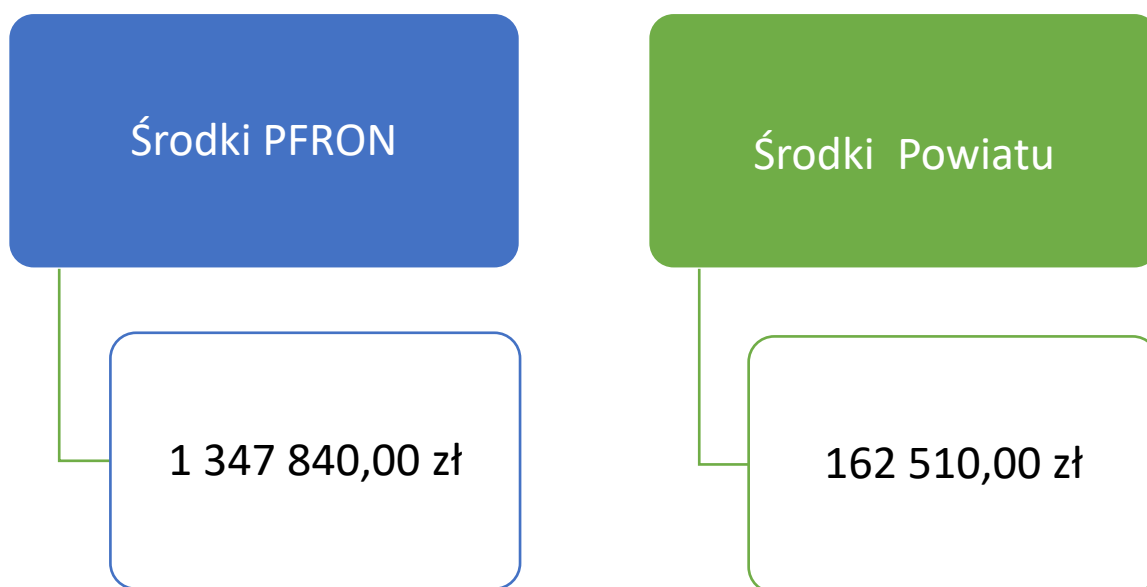 Środki PFRON
1 347 840,00 zł
Środki  Powiatu
162 510,00 zł